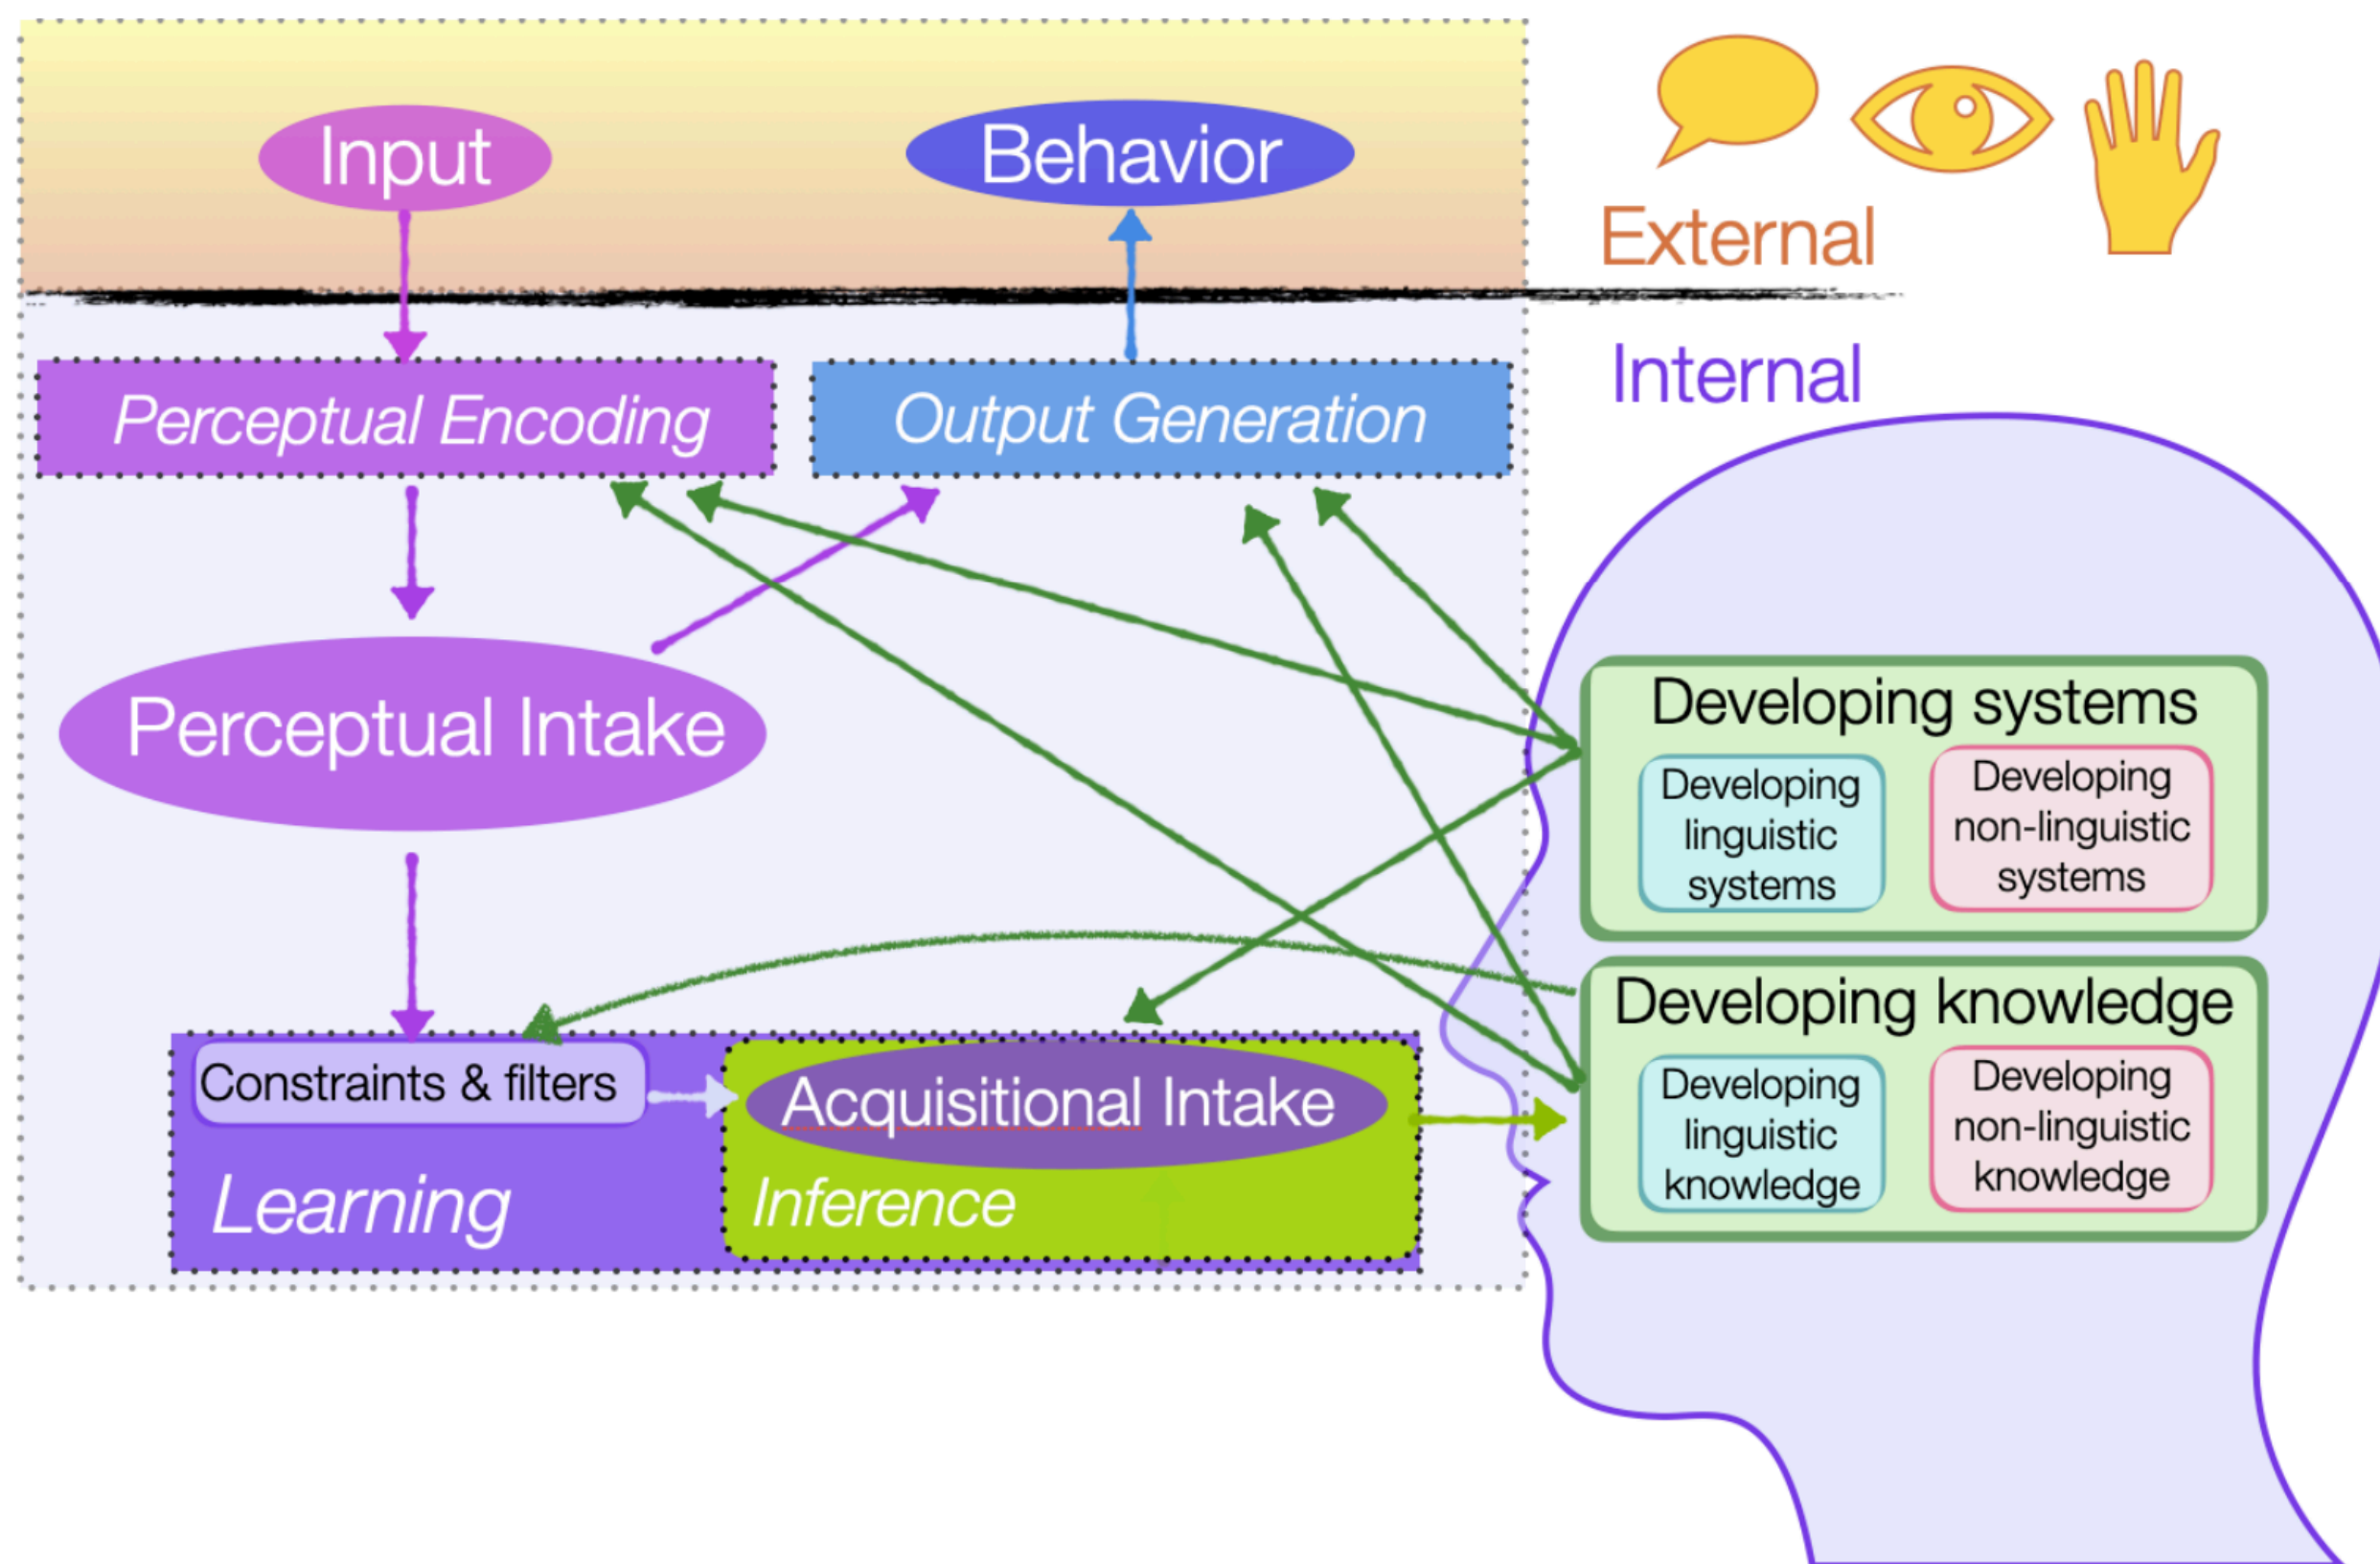 Input
Behavior
External
Internal
Perceptual Encoding
Output Generation
Perceptual Intake
Developing systems
Developing
linguistic
systems
Developing
non-linguistic
systems
Developing knowledge
Developing
linguistic
knowledge
Developing
non-linguistic
knowledge
Constraints & filters
Acquisitional Intake
Learning
Inference